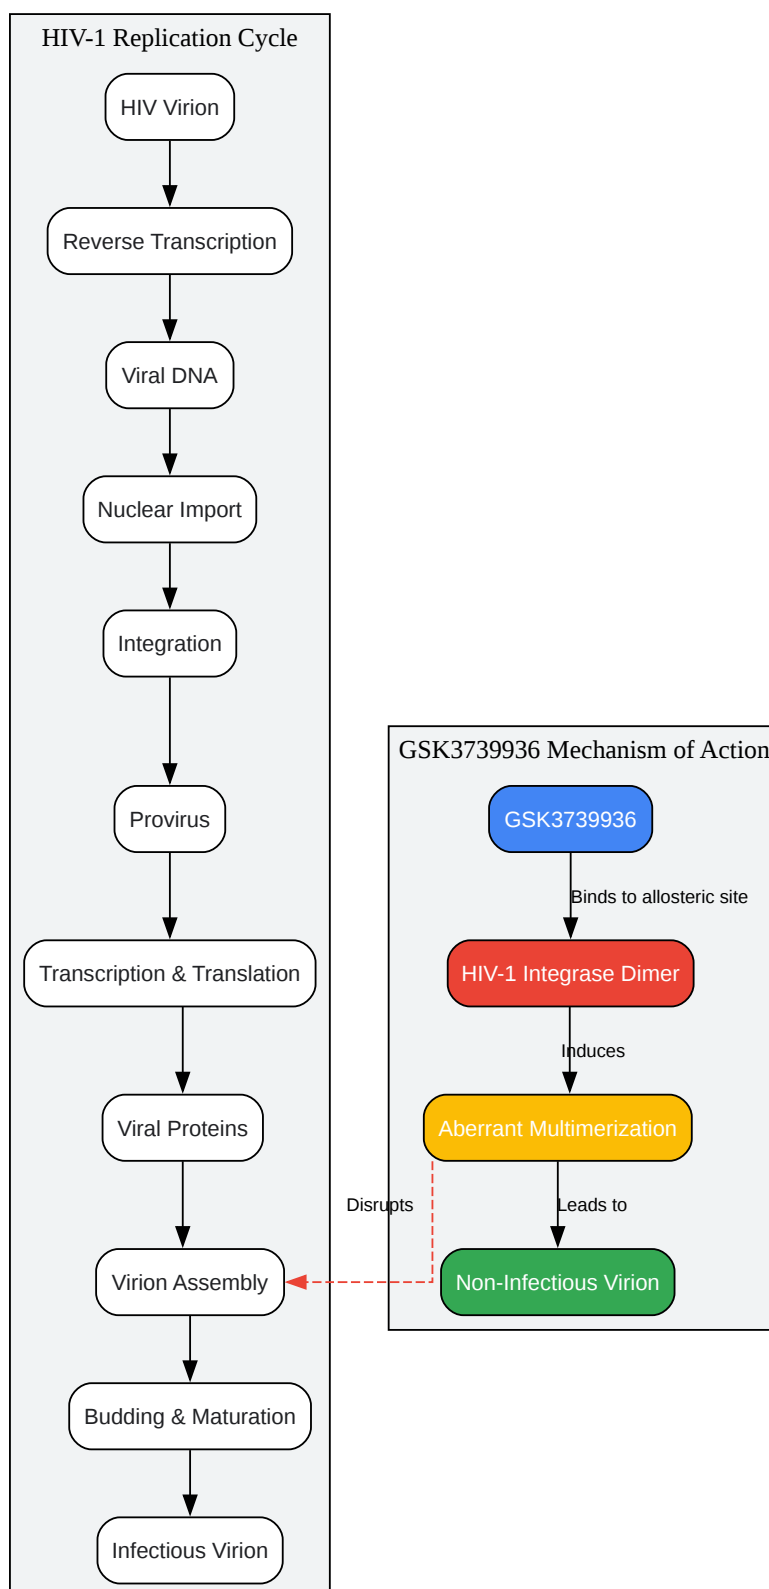 HIV-1 Replication Cycle
HIV Virion
Reverse Transcription
Viral DNA
Nuclear Import
Integration
Provirus
Transcription & Translation
Viral Proteins
Virion Assembly
Budding & Maturation
Infectious Virion
GSK3739936 Mechanism of Action
GSK3739936
Binds to allosteric site
HIV-1 Integrase Dimer
Induces
Aberrant Multimerization
Disrupts
Leads to
Non-Infectious Virion